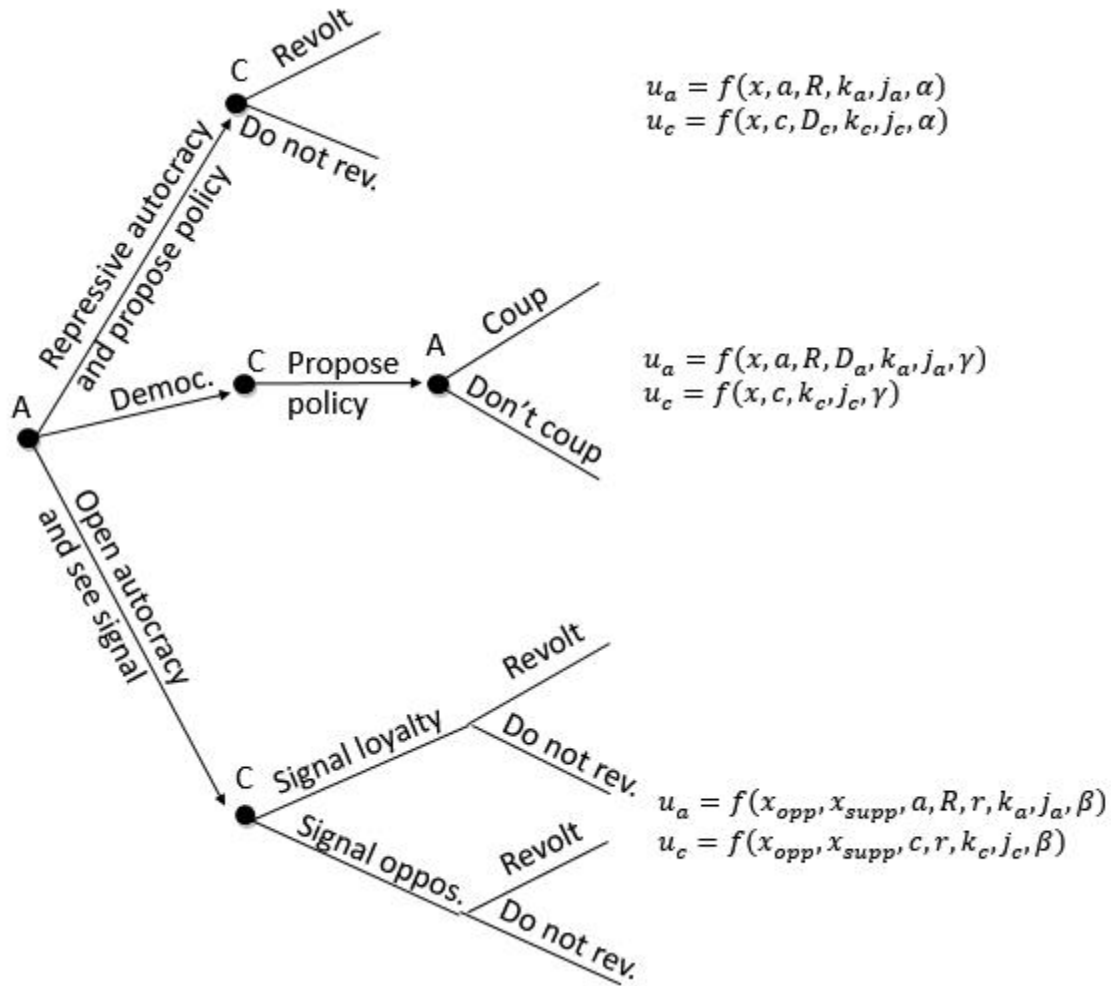 C
Revolt
Do not rev.
Repressive autocracy
and propose policy
u_a = f(x, a, R, k_a, j_a, α)
u_c = f(x, c, D_c, k_c, j_c, α)
A
Democ.
C
Propose
policy
A
Coup
Don't coup
u_a = f(x, a, R, D_a, k_a, j_a, γ)
u_c = f(x, c, k_c, j_c, γ)
Open autocracy
and see signal
C
Signal loyalty
Revolt
Do not rev.
Signal oppos.
Revolt
Do not rev.
u_a = f(x_opp, x_supp, a, R, r, k_a, j_a, β)
u_c = f(x_opp, x_supp, c, r, k_c, j_c, β)